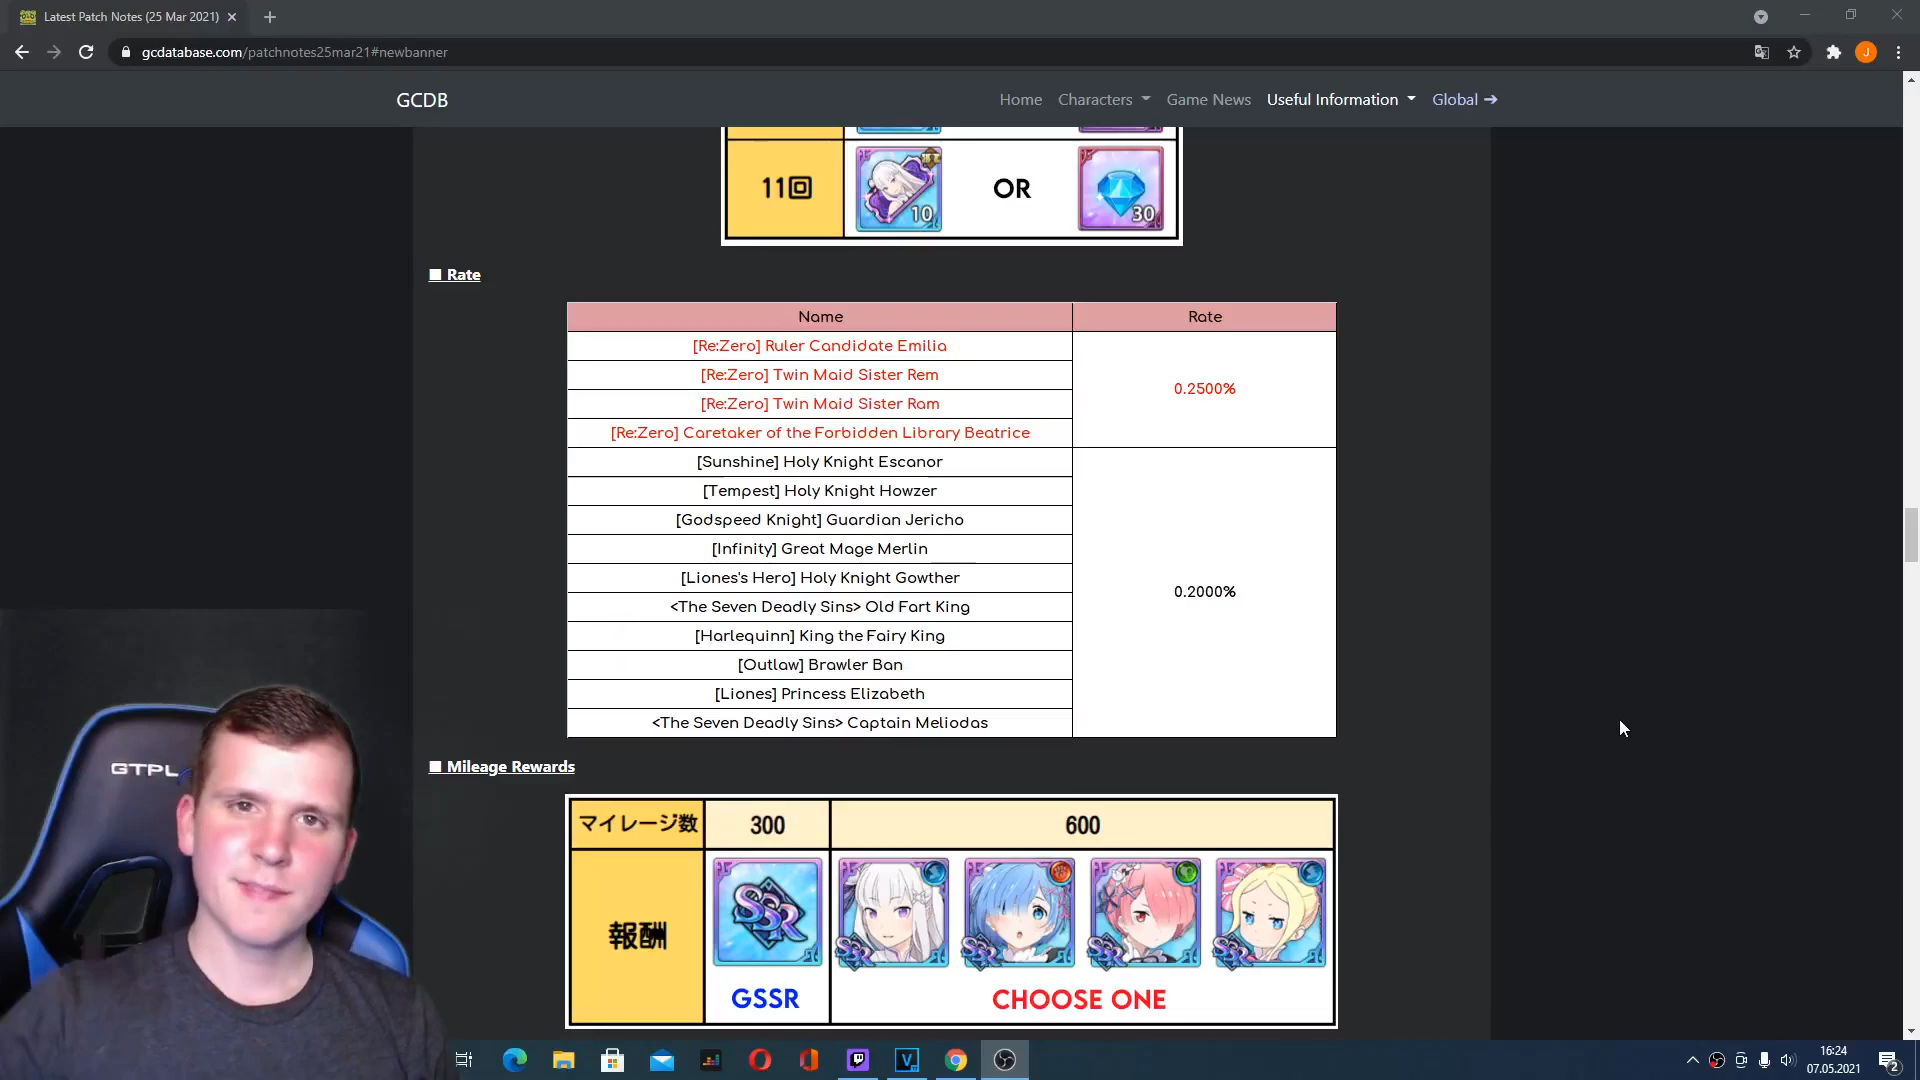 Latest Patch Notes (25 Mar 2021)
gcdatabase.com/patchnotes25mar21#newbanner
J
GCDB
Home
Characters
Game News
Useful Information
Global
11回
10
OR
30
■ Rate
Name
Rate
[Re:Zero] Ruler Candidate Emilia
[Re:Zero] Twin Maid Sister Rem
[Re:Zero] Twin Maid Sister Ram
[Re:Zero] Caretaker of the Forbidden Library Beatrice
0.2500%
[Sunshine] Holy Knight Escanor
[Tempest] Holy Knight Howzer
[Godspeed Knight] Guardian Jericho
[Infinity] Great Mage Merlin
[Liones's Hero] Holy Knight Gowther
<The Seven Deadly Sins> Old Fart King
[Harlequinn] King the Fairy King
[Outlaw] Brawler Ban
[Liones] Princess Elizabeth
<The Seven Deadly Sins> Captain Meliodas
0.2000%
■ Mileage Rewards
マイレージ数
300
600
報酬
SSR
SSR
SSR
SSR
SSR
GSSR
CHOOSE ONE
GTPL
V
16:24
07.05.2021
2